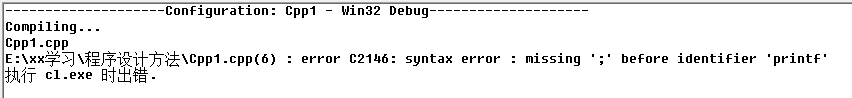 --------------------Configuration: Cpp1 - Win32 Debug--------------------
Compiling...
Cpp1.cpp
E:\xx学习\程序设计方法\Cpp1.cpp(6) : error C2146: syntax error : missing ';' before identifier 'printf'
执行 cl.exe 时出错.